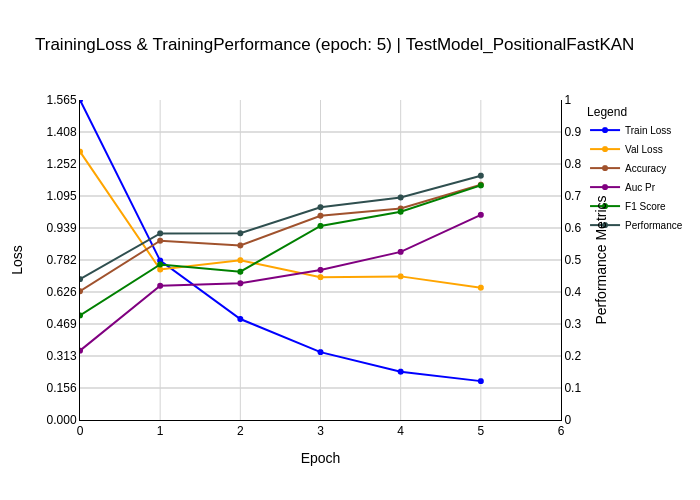 TrainingLoss & TrainingPerformance (epoch: 5) | TestModel_PositionalFastKAN
1.565
1.408
1.252
1.095
0.939
0.782
0.626
0.469
0.313
0.156
0.000
Loss
0 1 2 3 4 5 6
Epoch
1
0.9
0.8
0.7
0.6
0.5
0.4
0.3
0.2
0.1
0
Performance Metrics
Legend
Train Loss
Val Loss
Accuracy
Auc Pr
F1 Score
Performance